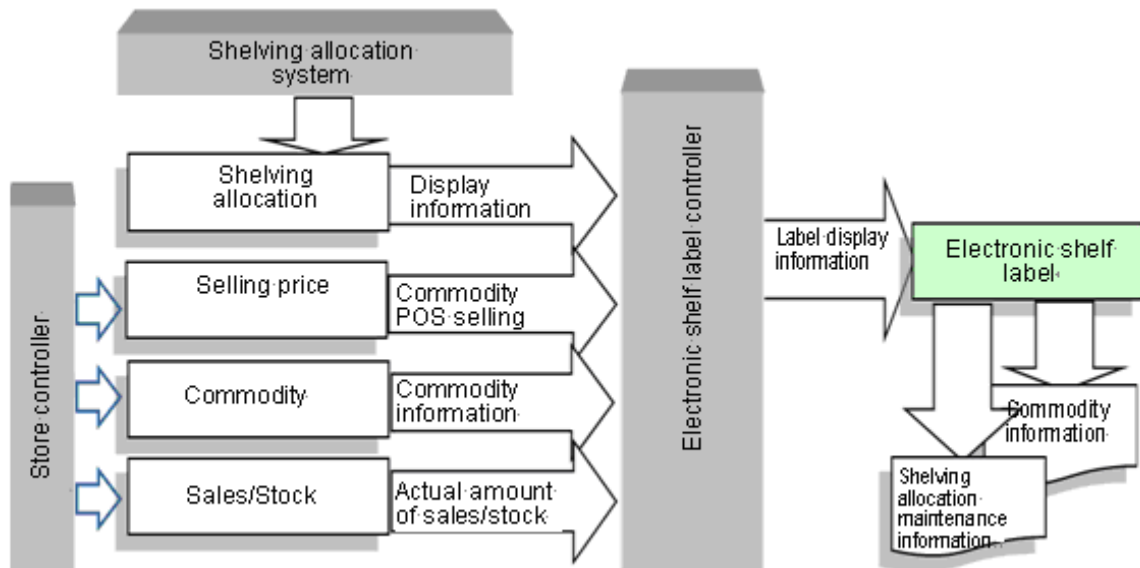 Shelving allocation
system
Shelving
allocation
Display
information
Selling price
Commodity
POS selling
Commodity
Commodity
information
Sales/Stock
Actual amount
of sales/stock
Store controller
Electronic shelf label controller
Label display
information
Electronic shelf
label
Commodity
information
Shelving
allocation
maintenance
information